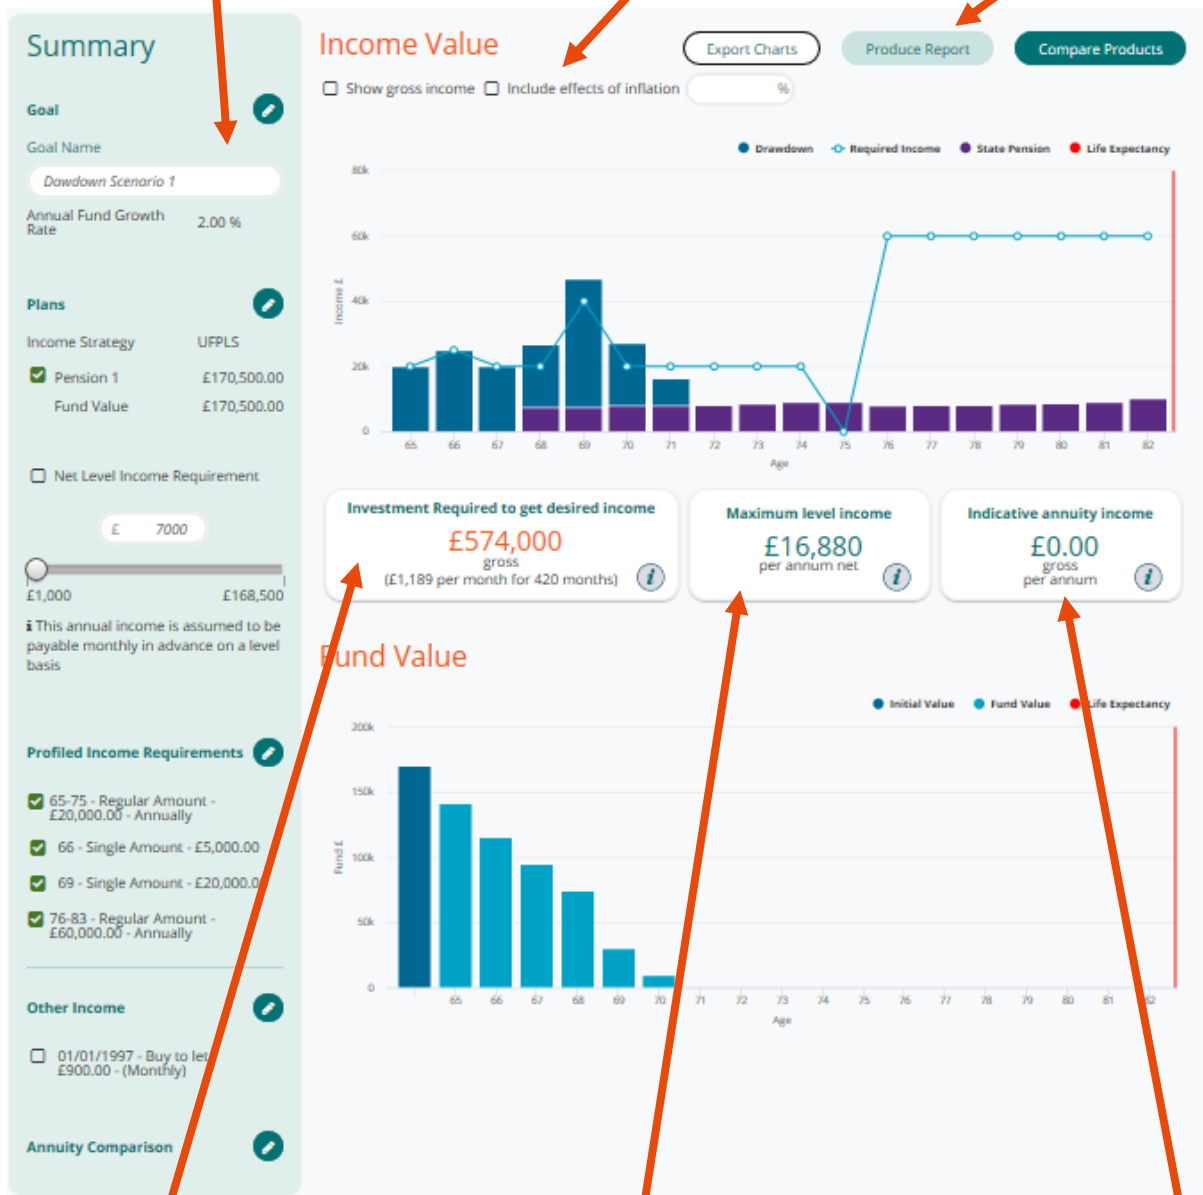 Summary
Goal
Goal Name
Dawdown Scenario 1
Annual Fund Growth
Rate
2.00 %
Plans
Income Strategy UFPLS
Pension 1 £170,500.00
Fund Value £170,500.00
Net Level Income Requirement
£ 7000
£1,000 £168,500
i This annual income is assumed to be
payable monthly in advance on a level
basis
Profiled Income Requirements
65-75 - Regular Amount -
£20,000.00 - Annually
66 - Single Amount - £5,000.00
69 - Single Amount - £20,000.0
76-83 - Regular Amount -
£60,000.00 - Annually
Other Income
01/01/1997 - Buy to let
£900.00 - (Monthly)
Annuity Comparison
Income Value
Export Charts Produce Report Compare Products
Show gross income Include effects of inflation %
Drawdown Required Income State Pension Life Expectancy
80k
60k
40k
20k
0
Income £
65 66 67 68 69 70 71 72 73 74 75 76 77 78 79 80 81 82
Age
Investment Required to get desired income
£574,000
gross
(£1,189 per month for 420 months)
i
Maximum level income
£16,880
per annum net
i
Indicative annuity income
£0.00
gross
per annum
i
Fund Value
Initial Value Fund Value Life Expectancy
200k
150k
100k
50k
0
Fund £
65 66 67 68 69 70 71 72 73 74 75 76 77 78 79 80 81 82
Age